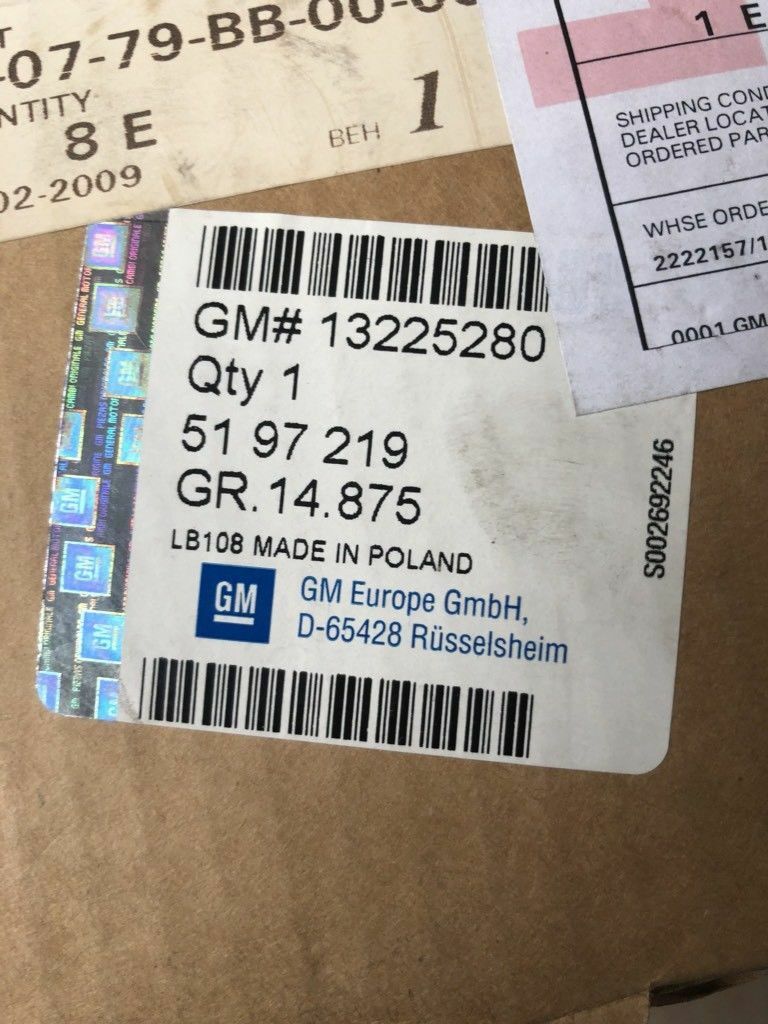 -07-79-BB-00-
NTITY
8 E
BEH 1
02-2009
1 E
SHIPPING COND
DEALER LOCAT
ORDERED PAR
WHSE ORDE
2222157/1
0001 GM
GM# 13225280
Qty 1
51 97 219
GR.14.875
LB108 MADE IN POLAND
GM
GM Europe GmbH,
D-65428 Rüsselsheim
S002692246